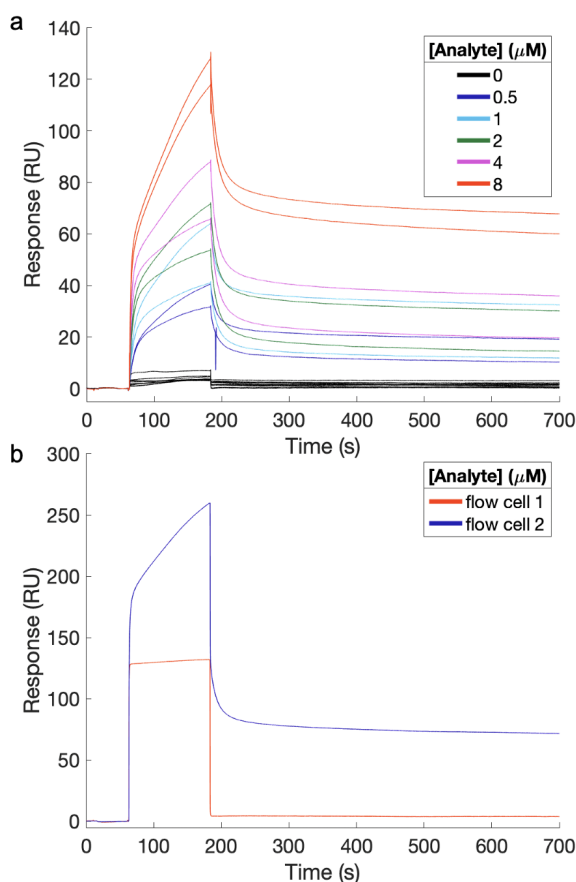 a
140
120
100
80
60
40
20
0
Response (RU)
[Analyte] (μM)
0
0.5
1
2
4
8
0 100 200 300 400 500 600 700
Time (s)
b
300
250
200
150
100
50
0
Response (RU)
[Analyte] (μM)
flow cell 1
flow cell 2
0 100 200 300 400 500 600 700
Time (s)